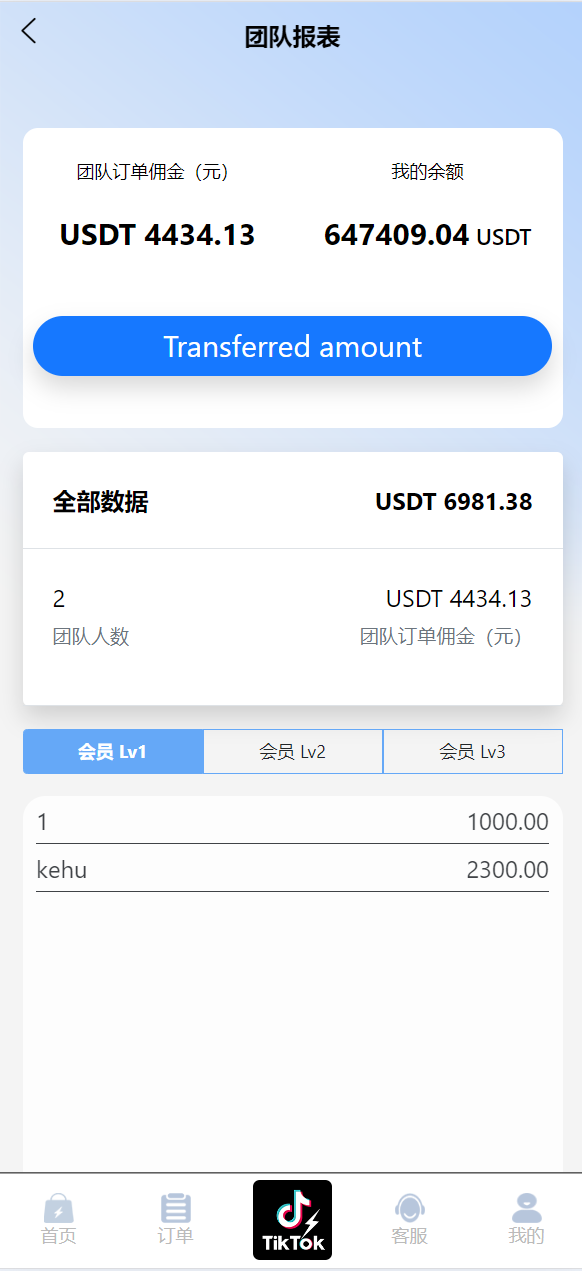 团队报表
团队订单佣金（元） 我的余额
USDT 4434.13 647409.04 USDT
Transferred amount
全部数据 USDT 6981.38
2 USDT 4434.13
团队人数 团队订单佣金（元）
会员 Lv1 会员 Lv2 会员 Lv3
1 1000.00
kehu 2300.00
TikTok
首页 订单 客服 我的